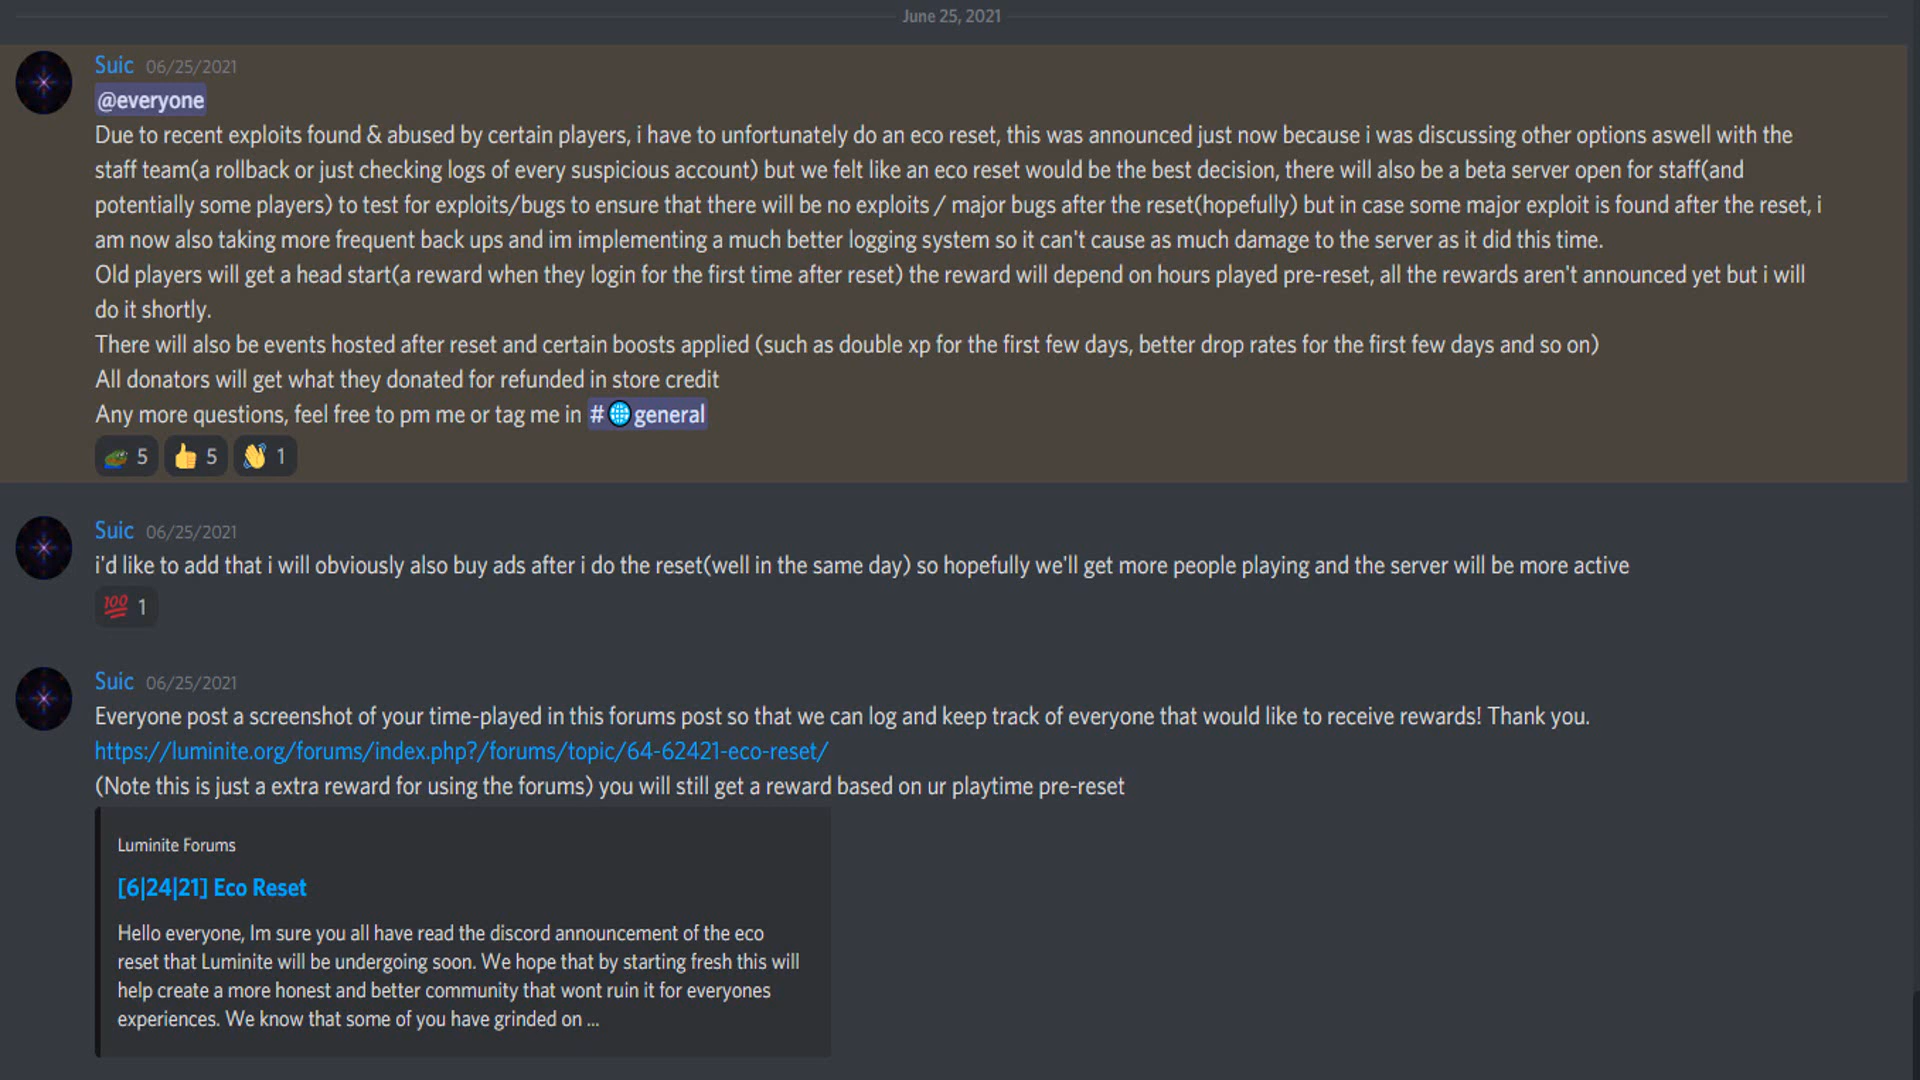 June 25, 2021
Suic 06/25/2021
@everyone
Due to recent exploits found & abused by certain players, i have to unfortunately do an eco reset, this was announced just now because i was discussing other options aswell with the
staff team(a rollback or just checking logs of every suspicious account) but we felt like an eco reset would be the best decision, there will also be a beta server open for staff(and
potentially some players) to test for exploits/bugs to ensure that there will be no exploits / major bugs after the reset(hopefully) but in case some major exploit is found after the reset, i
am now also taking more frequent back ups and im implementing a much better logging system so it can't cause as much damage to the server as it did this time.
Old players will get a head start(a reward when they login for the first time after reset) the reward will depend on hours played pre-reset, all the rewards aren't announced yet but i will
do it shortly.
There will also be events hosted after reset and certain boosts applied (such as double xp for the first few days, better drop rates for the first few days and so on)
All donators will get what they donated for refunded in store credit
Any more questions, feel free to pm me or tag me in #🌐general
5 👍 5 👋 1
Suic 06/25/2021
i'd like to add that i will obviously also buy ads after i do the reset(well in the same day) so hopefully we'll get more people playing and the server will be more active
💯 1
Suic 06/25/2021
Everyone post a screenshot of your time-played in this forums post so that we can log and keep track of everyone that would like to receive rewards! Thank you.
https://luminite.org/forums/index.php?/forums/topic/64-62421-eco-reset/
(Note this is just a extra reward for using the forums) you will still get a reward based on ur playtime pre-reset
Luminite Forums
[6|24|21] Eco Reset
Hello everyone, Im sure you all have read the discord announcement of the eco
reset that Luminite will be undergoing soon. We hope that by starting fresh this will
help create a more honest and better community that wont ruin it for everyones
experiences. We know that some of you have grinded on ...